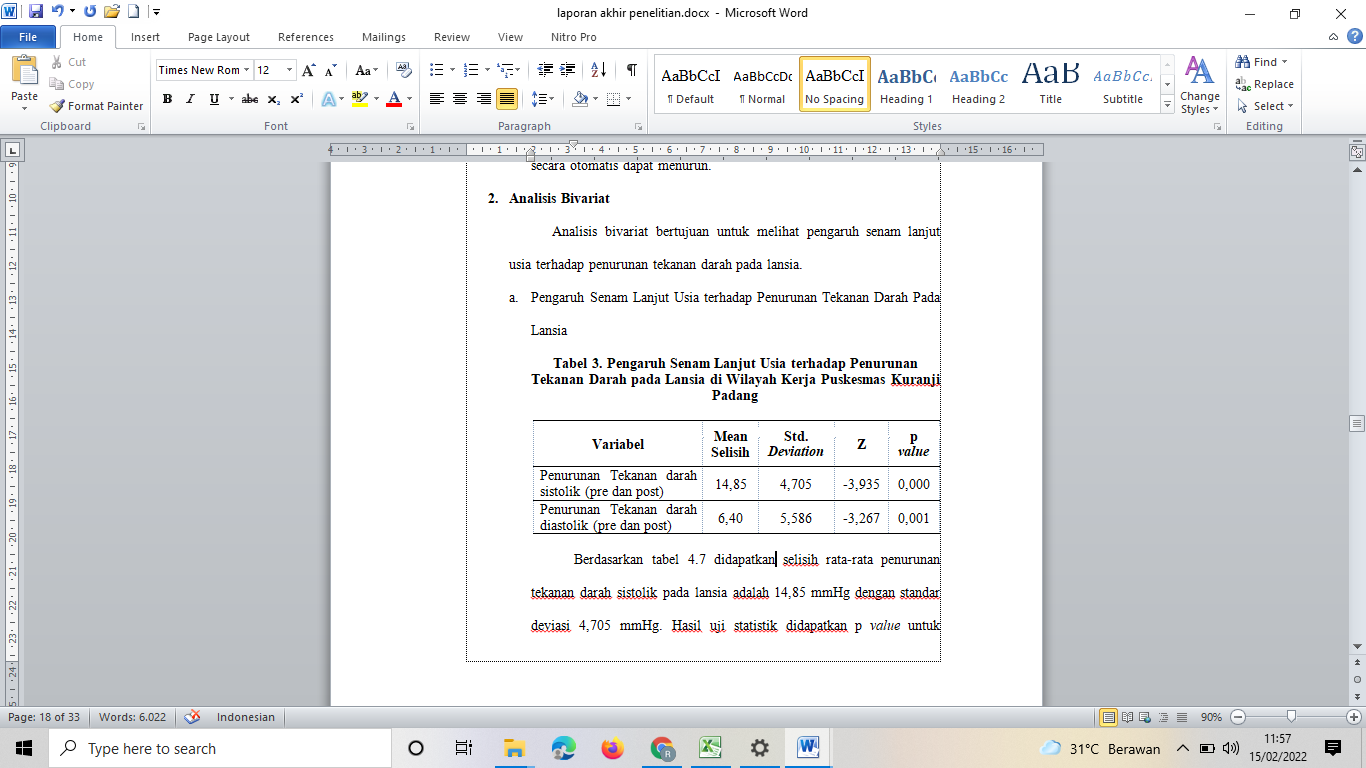 laporan akhir penelitian.docx - Microsoft Word
File Home Insert Page Layout References Mailings Review View Nitro Pro
Paste
Cut
Copy
Format Painter
Clipboard
Times New Rom 12
Font
Paragraph
AaBbCcI AaBbCcDc AaBbCcI AaBbCc AaBbCc AaB AaBbCc.
¶ Default ¶ Normal No Spacing Heading 1 Heading 2 Title Subtitle
Change Styles
Styles
Find
Replace
Select
Editing
secara otomatis dapat menurun.
2. Analisis Bivariat
Analisis bivariat bertujuan untuk melihat pengaruh senam lanjut
usia terhadap penurunan tekanan darah pada lansia.
a. Pengaruh Senam Lanjut Usia terhadap Penurunan Tekanan Darah Pada
Lansia
Tabel 3. Pengaruh Senam Lanjut Usia terhadap Penurunan
Tekanan Darah pada Lansia di Wilayah Kerja Puskesmas Kuranji
Padang
Variabel Mean Selisih Std. Deviation Z p value
Penurunan Tekanan darah sistolik (pre dan post) 14,85 4,705 -3,935 0,000
Penurunan Tekanan darah diastolik (pre dan post) 6,40 5,586 -3,267 0,001
Berdasarkan tabel 4.7 didapatkan selisih rata-rata penurunan
tekanan darah sistolik pada lansia adalah 14,85 mmHg dengan standar
deviasi 4,705 mmHg. Hasil uji statistik didapatkan p value untuk
Page: 18 of 33 Words: 6.022 Indonesian 90%
Type here to search
31°C Berawan
11:57
15/02/2022